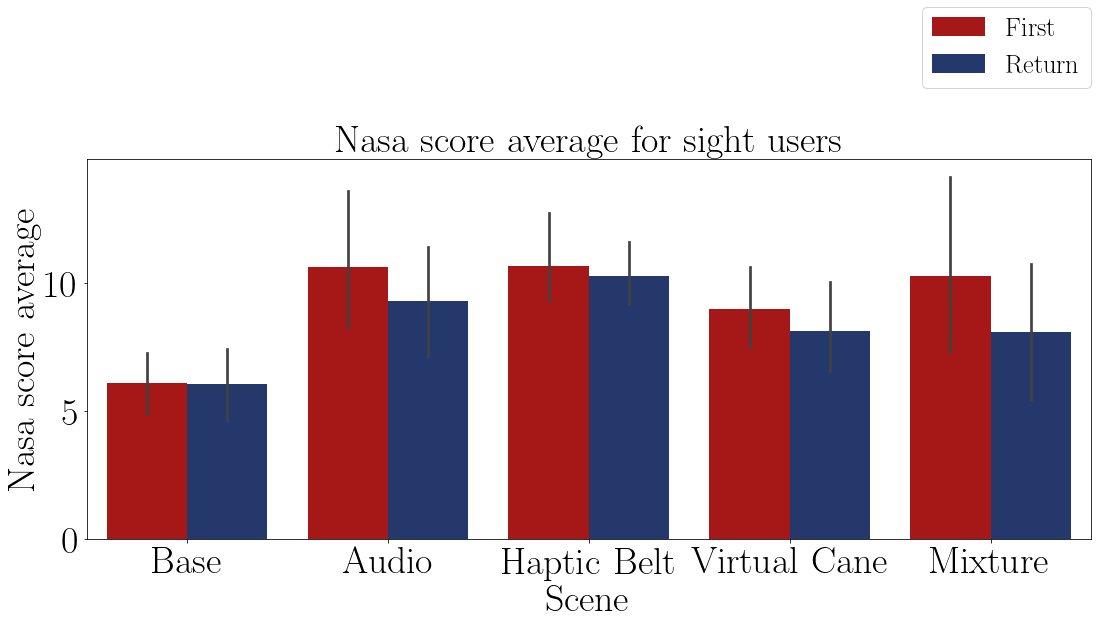 First
Return
Nasa score average for sight users
Nasa score average
10
5
0
Base Audio Haptic Belt Virtual Cane Mixture
Scene